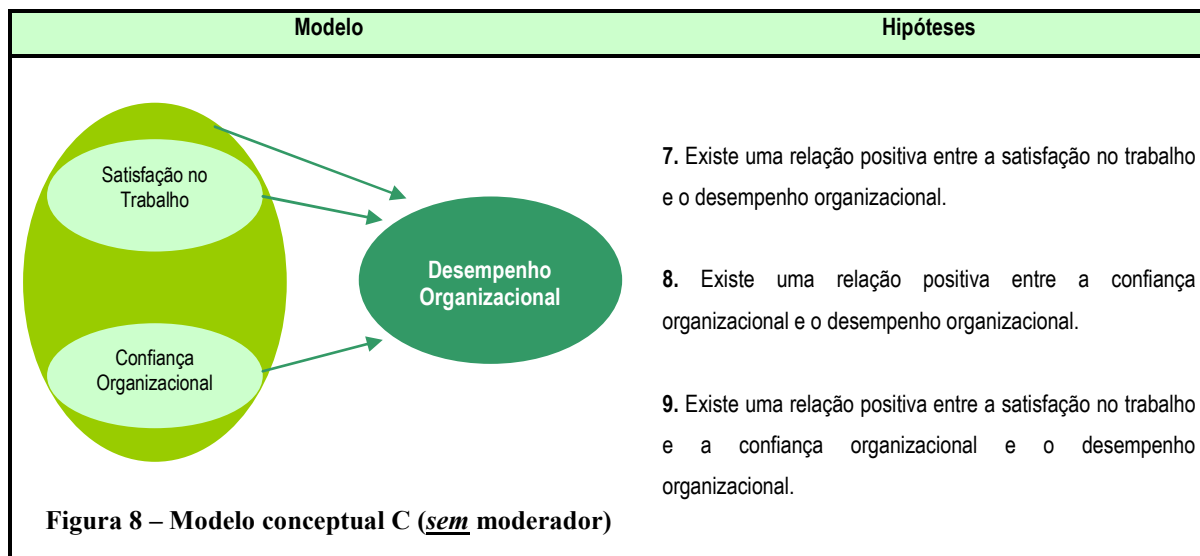 Modelo
Hipóteses
Satisfação no
Trabalho
Confiança
Organizacional
Desempenho
Organizacional
Figura 8 – Modelo conceptual C (sem moderador)
7. Existe uma relação positiva entre a satisfação no trabalho
e o desempenho organizacional.
8. Existe uma relação positiva entre a confiança
organizacional e o desempenho organizacional.
9. Existe uma relação positiva entre a satisfação no trabalho
e a confiança organizacional e o desempenho
organizacional.